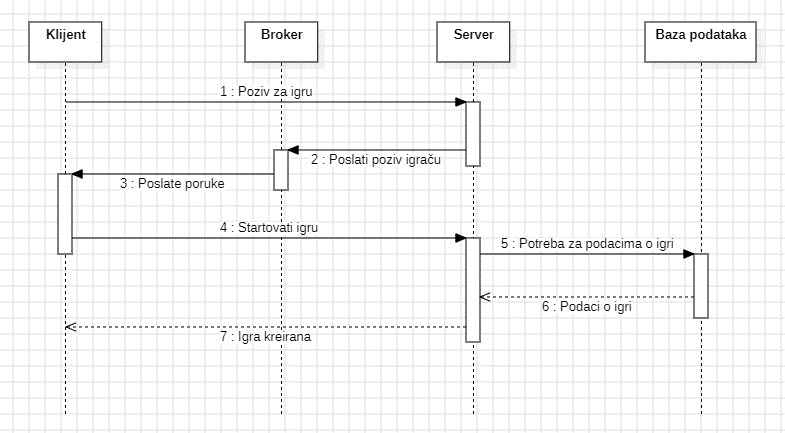 Klijent
Broker
Server
Baza podataka
1 : Poziv za igru
2 : Poslati poziv igraču
3 : Poslate poruke
4 : Startovati igru
5 : Potreba za podacima o igri
6 : Podaci o igri
7 : Igra kreirana